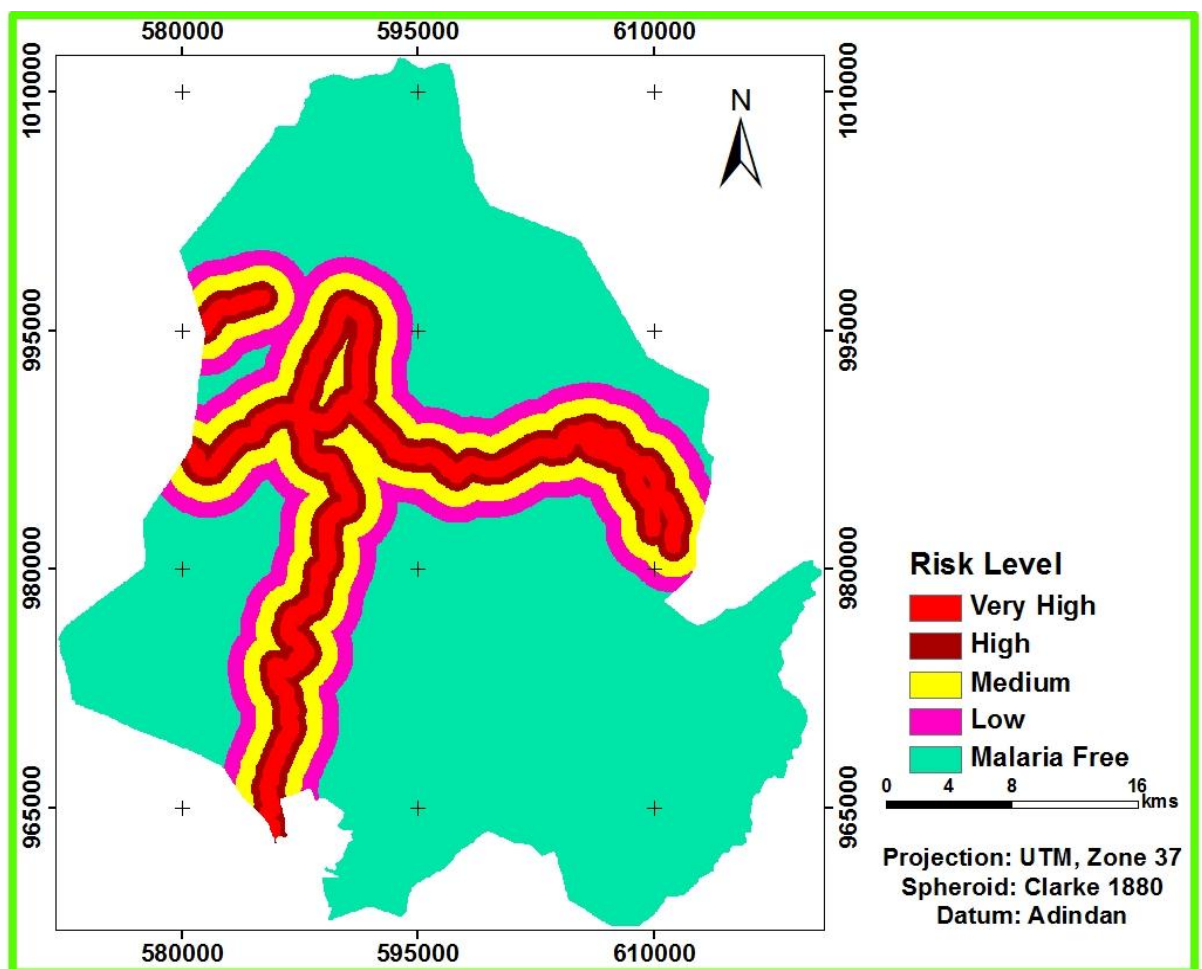 580000 595000 610000
1010000 1010000
N
995000 995000
980000 980000
965000 965000
Risk Level
Very High
High
Medium
Low
Malaria Free
0 4 8 16
kms
Projection: UTM, Zone 37
Spheroid: Clarke 1880
Datum: Adindan
580000 595000 610000